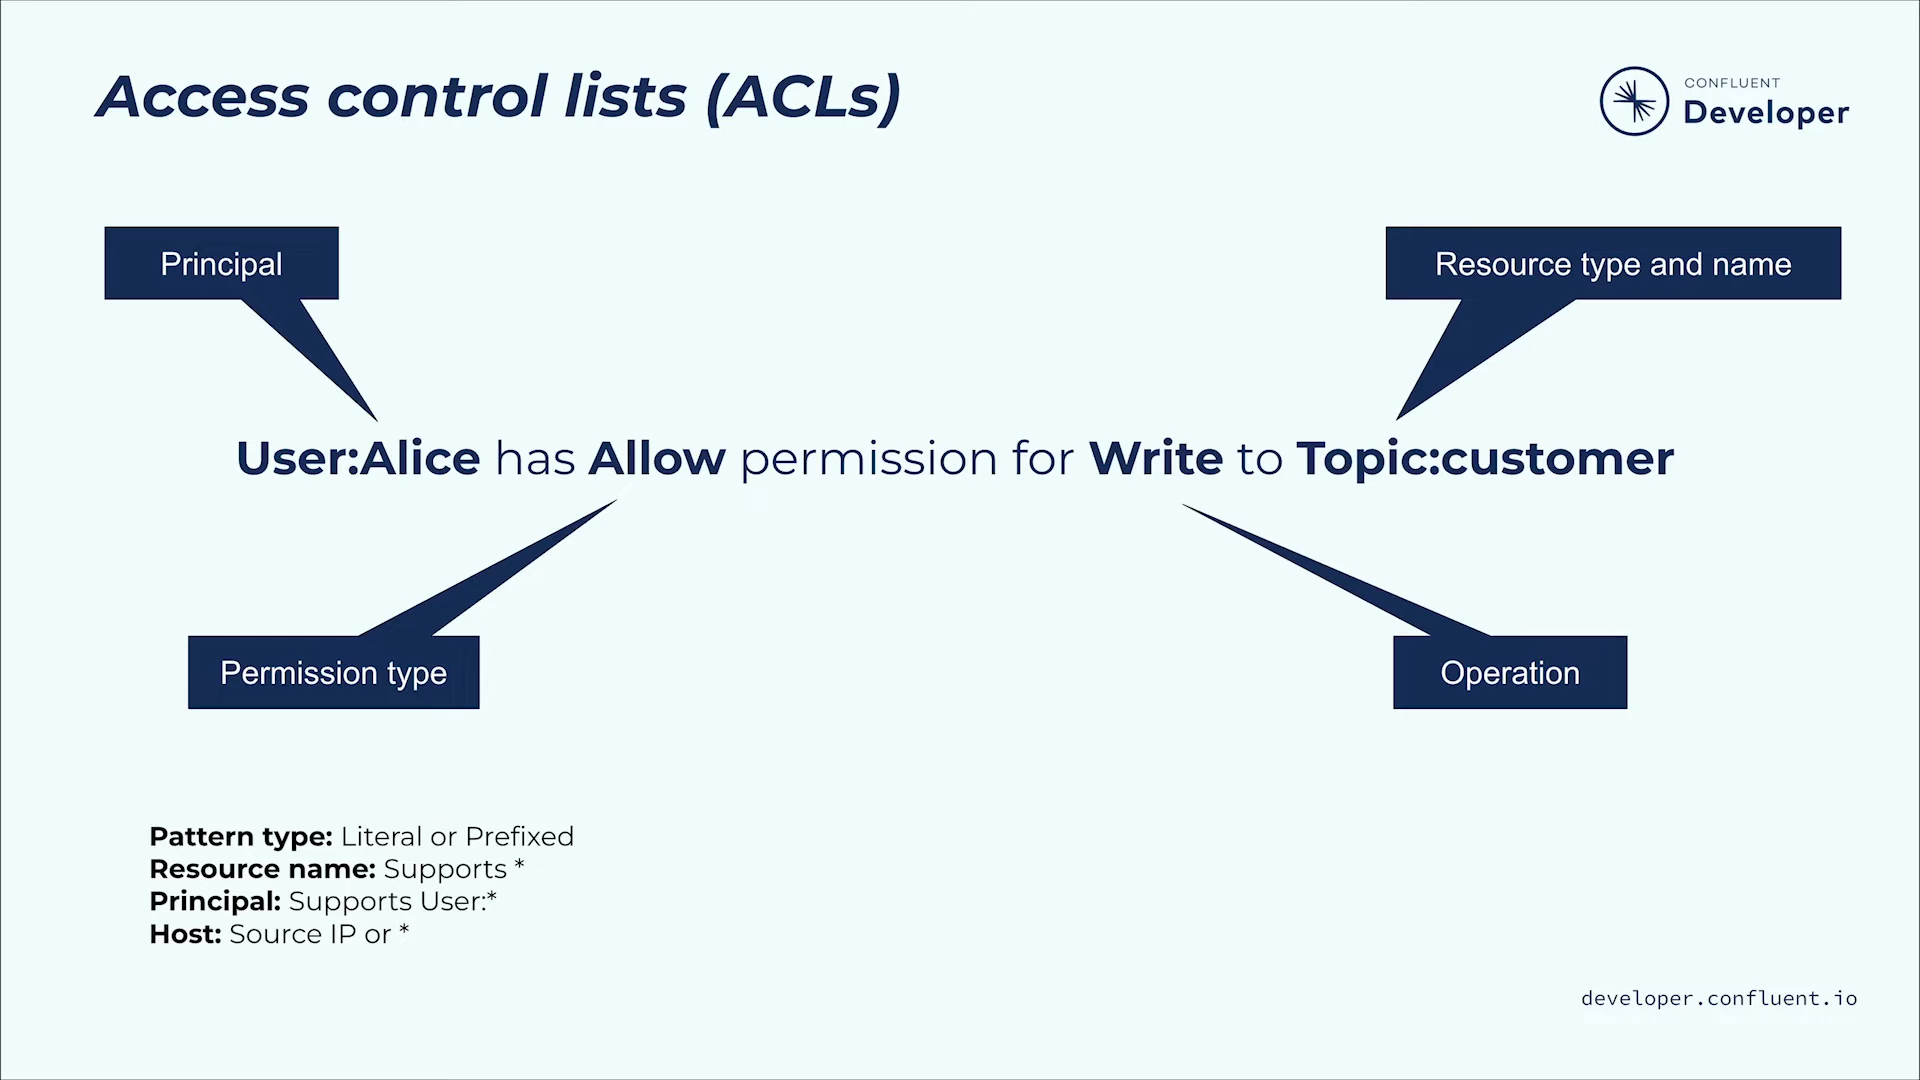 Access control lists (ACLs)
CONFLUENT
Developer
Principal
Resource type and name
User:Alice has Allow permission for Write to Topic:customer
Permission type
Operation
Pattern type: Literal or Prefixed
Resource name: Supports *
Principal: Supports User:*
Host: Source IP or *
developer.confluent.io